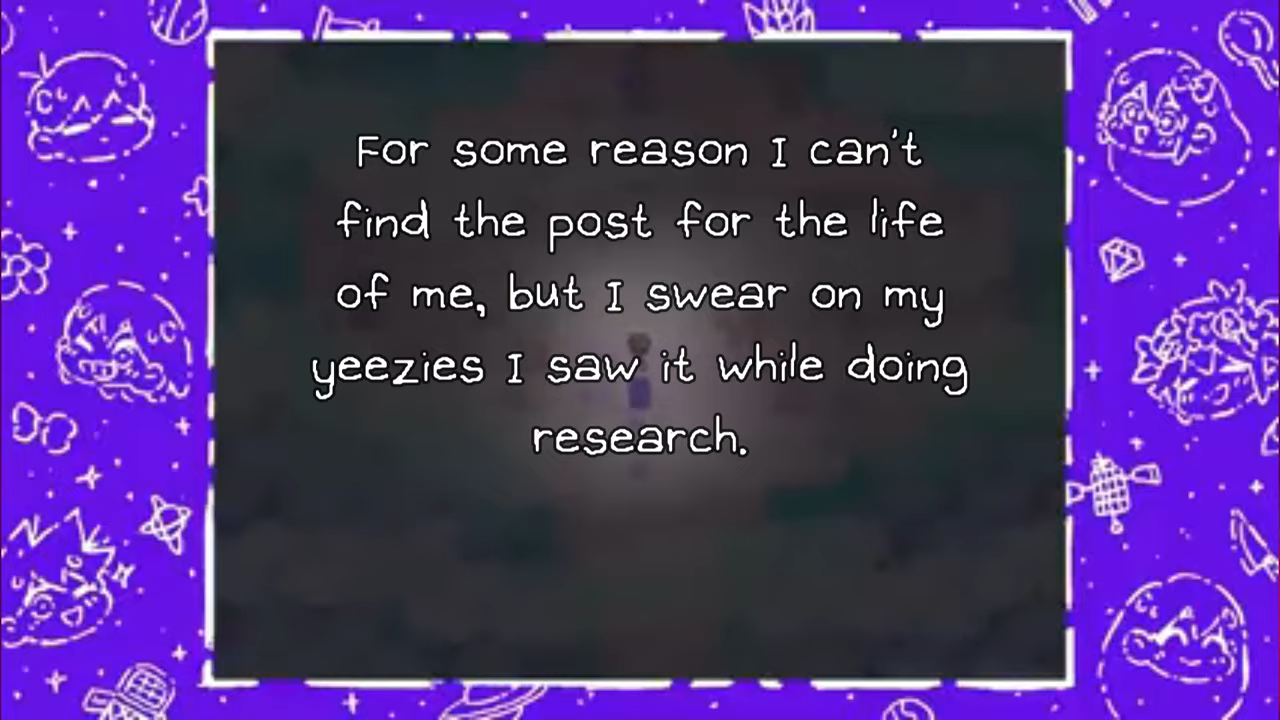 For some reason I can't
find the post for the life
of me, but I swear on my
yeezies I saw it while doing
research.